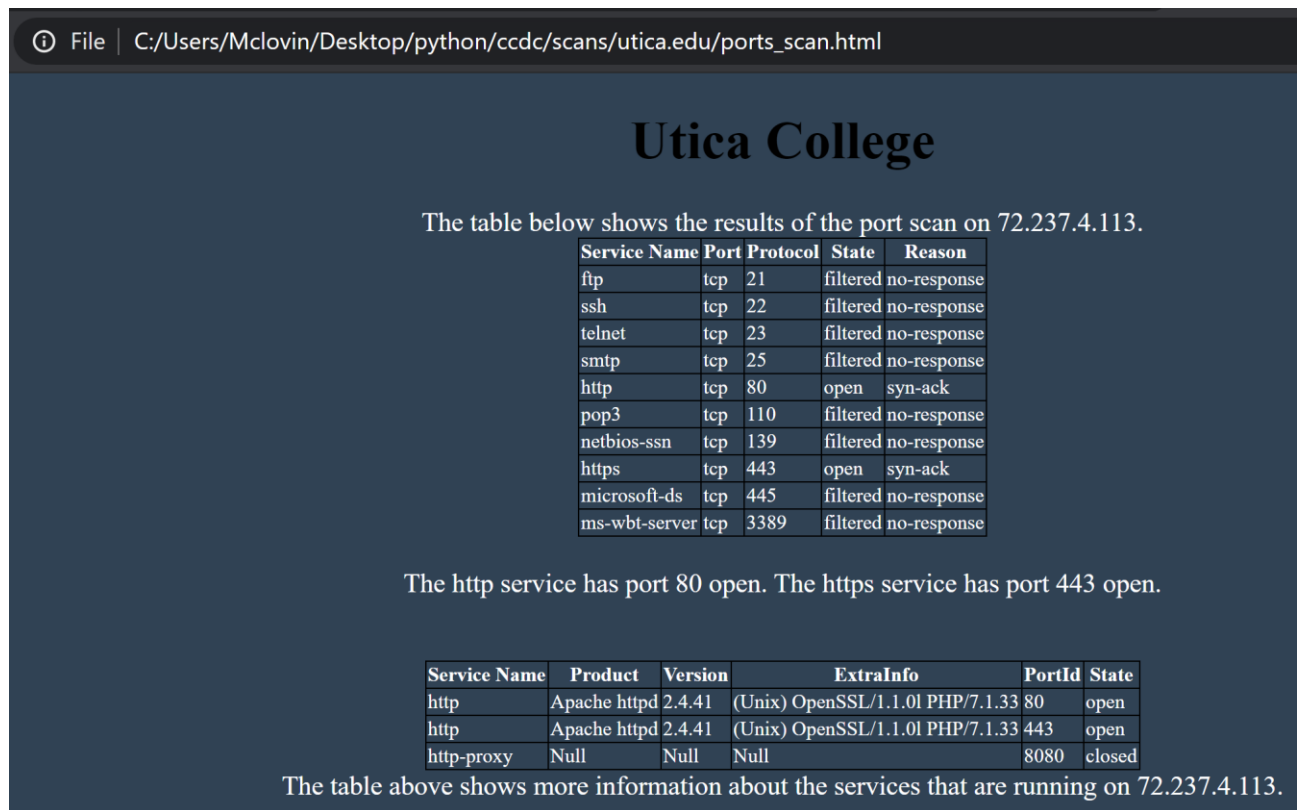 File | C:/Users/Mclovin/Desktop/python/ccdc/scans/utica.edu/ports_scan.html
Utica College
The table below shows the results of the port scan on 72.237.4.113.
Service Name Port Protocol State Reason
ftp tcp 21 filtered no-response
ssh tcp 22 filtered no-response
telnet tcp 23 filtered no-response
smtp tcp 25 filtered no-response
http tcp 80 open syn-ack
pop3 tcp 110 filtered no-response
netbios-ssn tcp 139 filtered no-response
https tcp 443 open syn-ack
microsoft-ds tcp 445 filtered no-response
ms-wbt-server tcp 3389 filtered no-response
The http service has port 80 open. The https service has port 443 open.
Service Name Product Version ExtraInfo PortId State
http Apache httpd 2.4.41 (Unix) OpenSSL/1.1.0l PHP/7.1.33 80 open
http Apache httpd 2.4.41 (Unix) OpenSSL/1.1.0l PHP/7.1.33 443 open
http-proxy Null Null Null 8080 closed
The table above shows more information about the services that are running on 72.237.4.113.